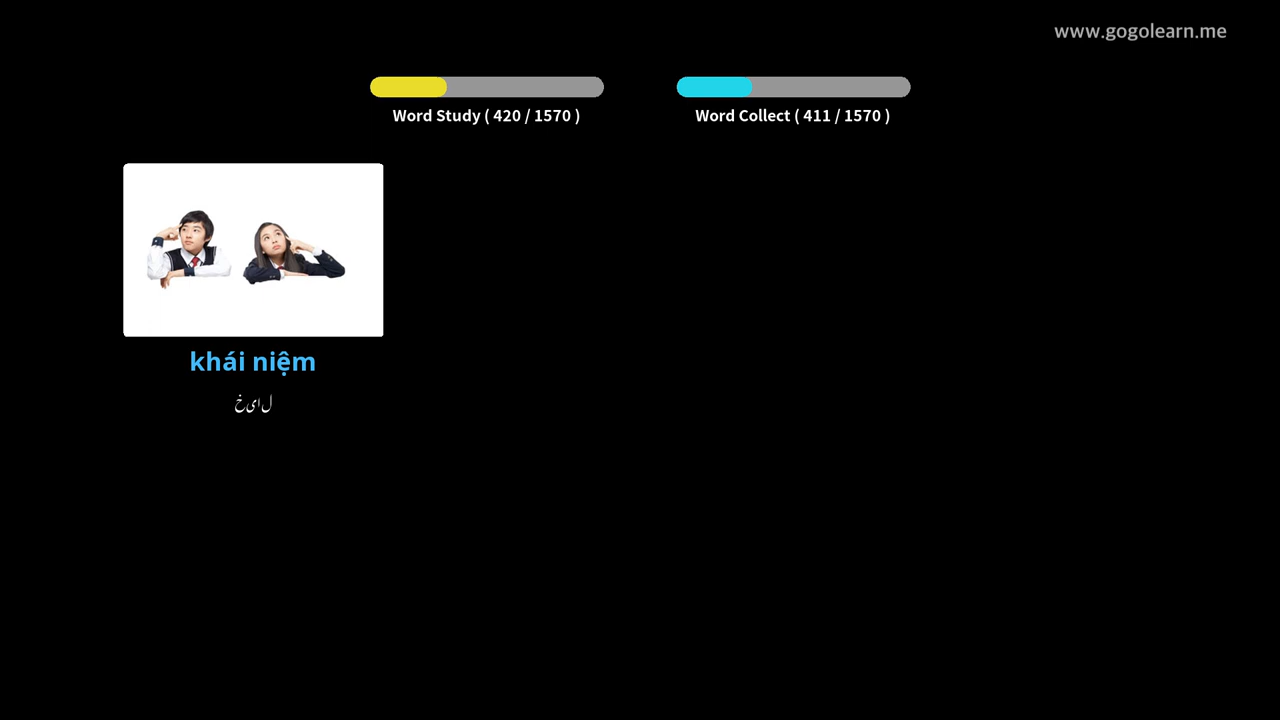 www.gogolearn.me
Word Study ( 420 / 1570 )
Word Collect ( 411 / 1570 )
khái niệm
خیال